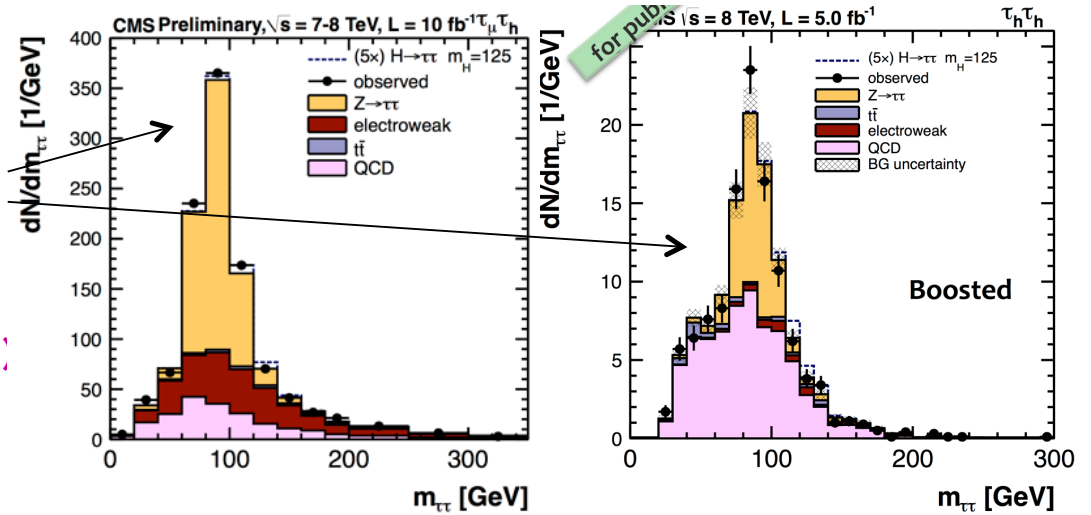 CMS Preliminary,√s = 7-8 TeV, L = 10 fb⁻¹ τμτh
400
350
300
250
200
150
100
50
0
dN/dmττ [1/GeV]
(5×) H→ττ mH=125
observed
Z→ττ
electroweak
tt̄
QCD
0
100
200
300
mττ [GeV]
for publ
√s = 8 TeV, L = 5.0 fb⁻¹
τhτh
20
15
10
5
0
dN/dmττ [1/GeV]
(5×) H→ττ mH=125
observed
Z→ττ
tt̄
electroweak
QCD
BG uncertainty
Boosted
0
100
200
300
mττ [GeV]